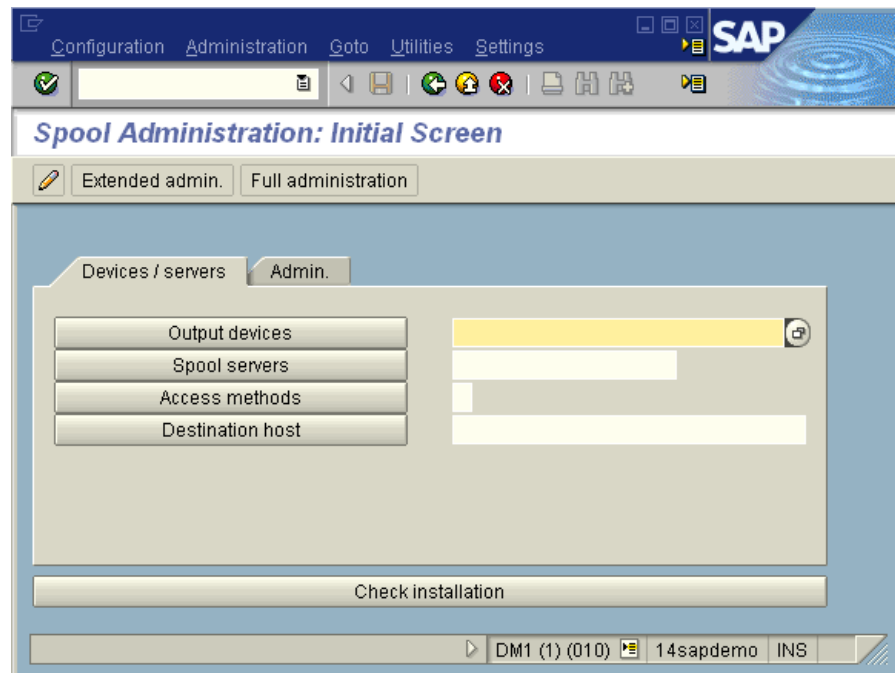 Configuration Administration Goto Utilities Settings
SAP
Spool Administration: Initial Screen
Extended admin. Full administration
Devices / servers Admin.
Output devices
Spool servers
Access methods
Destination host
Check installation
DM1 (1) (010) 14sapdemo INS